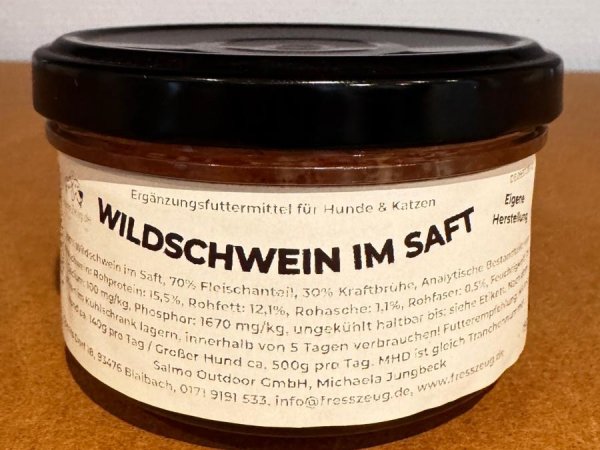 Ergänzungsfuttermittel für Hunde & Katzen
Eigene
Herstellung
WILDSCHWEIN IM SAFT
Wildschwein im Saft, 70% Fleischanteil, 30% Kraftbrühe, Analytische
Rohprotein: 15,5%, Rohfett: 12,1%, Rohasche: 1,1%, Rohfaser: 0,5%,
100 mg/kg, Phosphor: 1670 mg/kg, ungekühlt haltbar bis: siehe Etikett.
Kühlschrank lagern, innerhalb von 5 Tagen verbrauchen! Futterempfehlung
ca. 140g pro Tag / Großer Hund ca. 500g pro Tag. MHD ist gleich
Salmo Outdoor GmbH, Michaela Jungbeck
18, 93476 Blaibach, 0171 9191 533, info@fresszeug.de, www.fresszeug.de